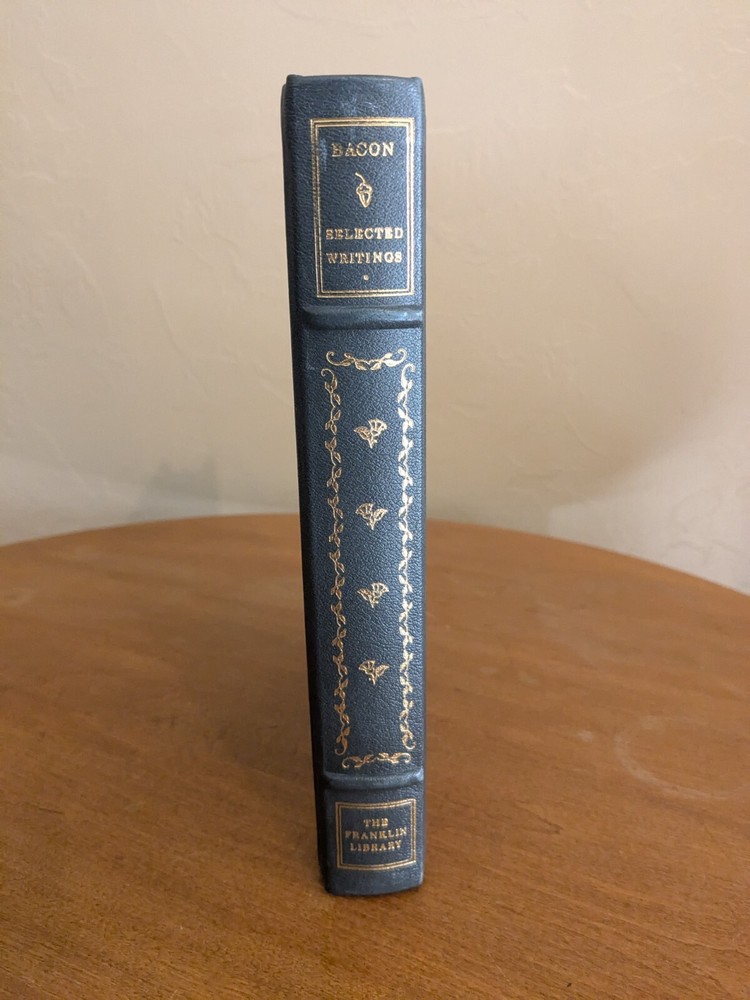 BACON
SELECTED
WRITINGS
THE
FRANKLIN
LIBRARY